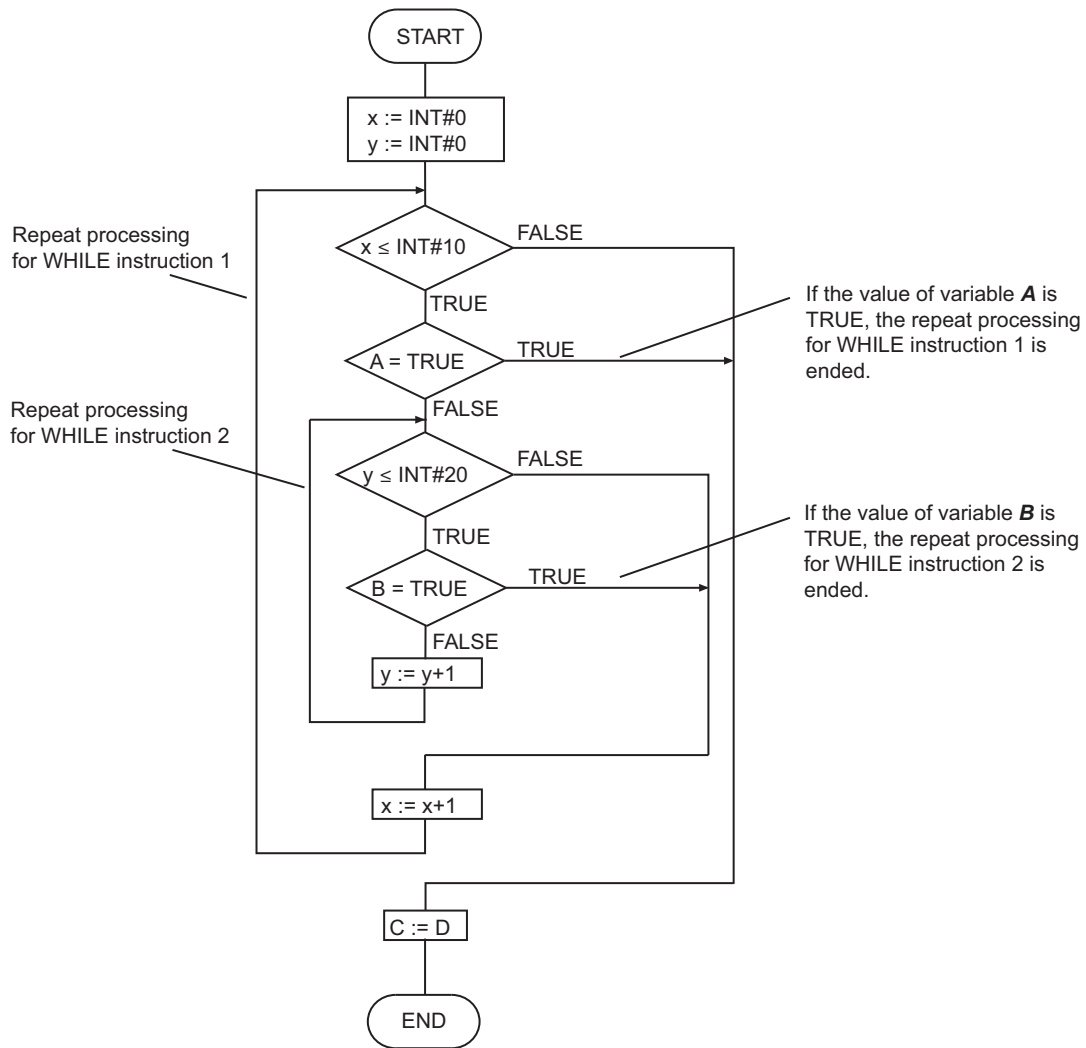 START
x := INT#0
y := INT#0
Repeat processing
for WHILE instruction 1
x ≤ INT#10
FALSE
TRUE
If the value of variable A is
TRUE, the repeat processing
for WHILE instruction 1 is
ended.
A = TRUE
TRUE
FALSE
Repeat processing
for WHILE instruction 2
y ≤ INT#20
FALSE
TRUE
If the value of variable B is
TRUE, the repeat processing
for WHILE instruction 2 is
ended.
B = TRUE
TRUE
FALSE
y := y+1
x := x+1
C := D
END